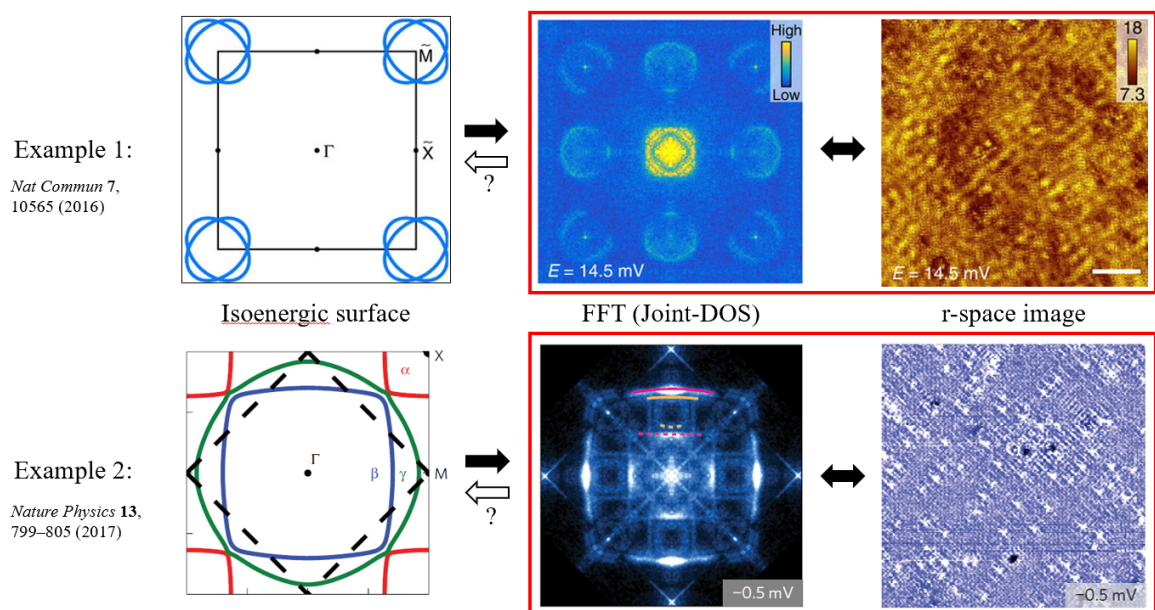 M̃
High
Low
18
7.3
Example 1:
Nat Commun 7,
10565 (2016)
Γ
X̃
?
E = 14.5 mV
E = 14.5 mV
Isoenergic surface
FFT (Joint-DOS)
r-space image
X
α
Example 2:
Nature Physics 13,
799–805 (2017)
Γ
β
γ
M
?
−0.5 mV
−0.5 mV